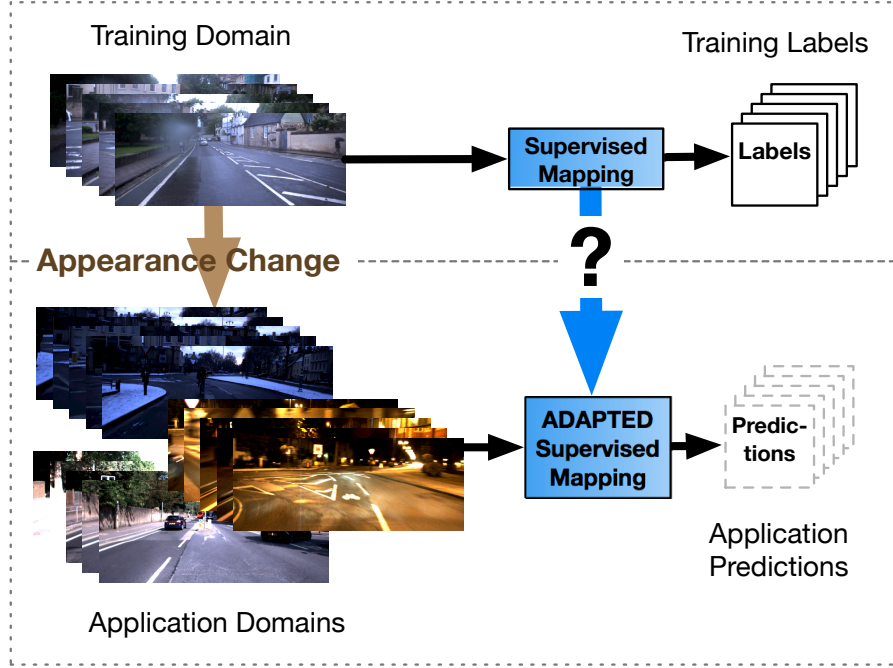 Training Domain
Training Labels
Supervised
Mapping
Labels
?
Appearance Change
ADAPTED
Supervised
Mapping
Predic-
tions
Application
Predictions
Application Domains